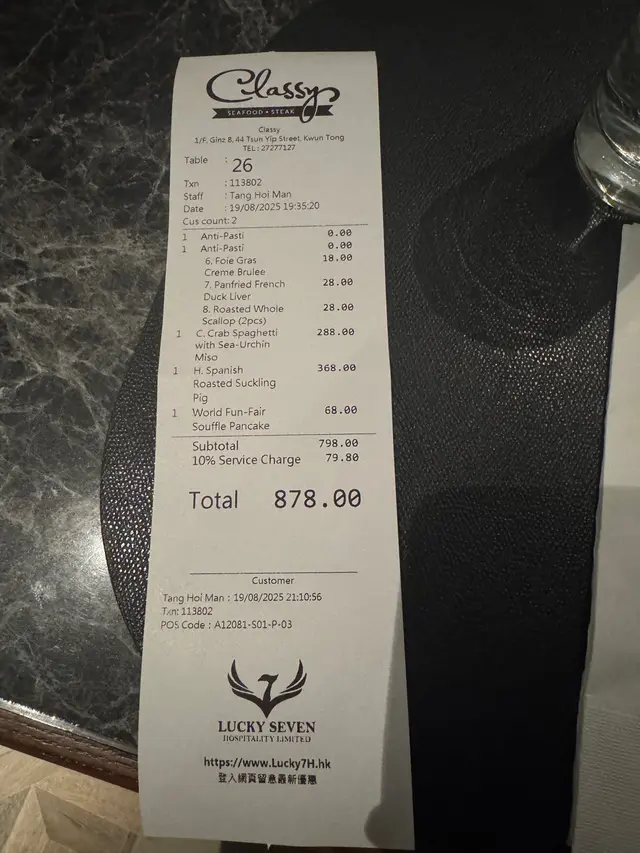 Classy
SEAFOOD • STEAK
Classy
1/F, Ginz 8, 44 Tsun Yip Street, Kwun Tong
TEL : 27277127
Table : 26
Txn : 113802
Staff : Tang Hoi Man
Date : 19/08/2025 19:35:20
Cus count: 2
1 Anti-Pasti 0.00
1 Anti-Pasti 0.00
6. Foie Gras 18.00
Creme Brulee
7. Panfried French 28.00
Duck Liver
8. Roasted Whole 28.00
Scallop (2pcs)
1 C. Crab Spaghetti 288.00
with Sea-Urchin
Miso
1 H. Spanish 368.00
Roasted Suckling
Pig
1 World Fun-Fair 68.00
Souffle Pancake
Subtotal 798.00
10% Service Charge 79.80
Total 878.00
Customer
Tang Hoi Man : 19/08/2025 21:10:56
Txn: 113802
POS Code : A12081-S01-P-03
LUCKY SEVEN
HOSPITALITY LIMITED
https://www.Lucky7H.hk
登入網頁留意最新優惠